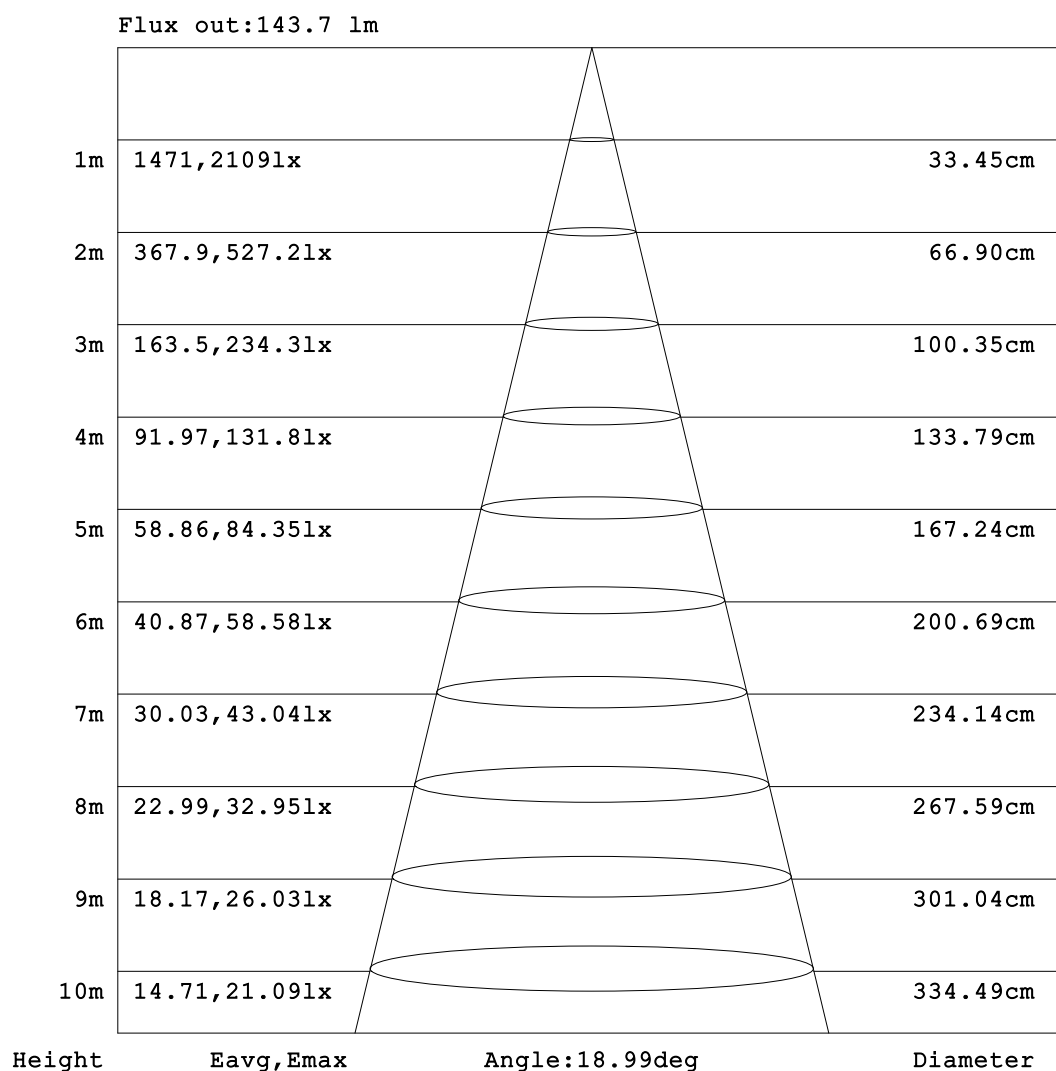 Flux out:143.7 lm
1m 1471,2109lx 33.45cm
2m 367.9,527.2lx 66.90cm
3m 163.5,234.3lx 100.35cm
4m 91.97,131.8lx 133.79cm
5m 58.86,84.35lx 167.24cm
6m 40.87,58.58lx 200.69cm
7m 30.03,43.04lx 234.14cm
8m 22.99,32.95lx 267.59cm
9m 18.17,26.03lx 301.04cm
10m 14.71,21.09lx 334.49cm
Height Eavg,Emax Angle:18.99deg Diameter